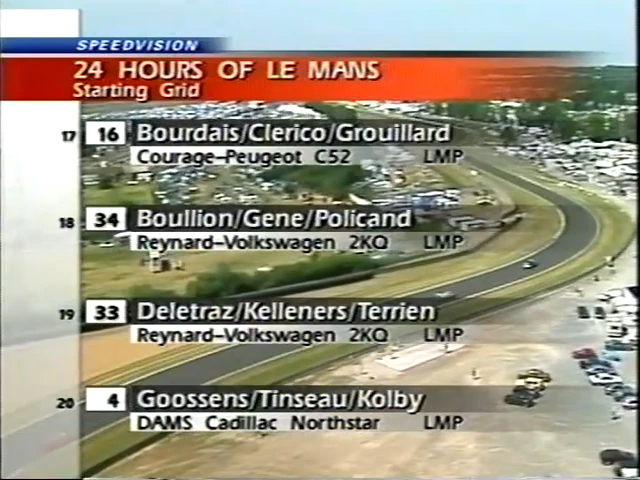 SPEEDVISION
24 HOURS OF LE MANS
Starting Grid
17 16 Bourdais/Clerico/Grouillard
Courage-Peugeot C52 LMP
18 34 Boullion/Gene/Policand
Reynard-Volkswagen 2KQ LMP
19 33 Deletraz/Kelleners/Terrien
Reynard-Volkswagen 2KQ LMP
20 4 Goossens/Tinseau/Kolby
DAMS Cadillac Northstar LMP